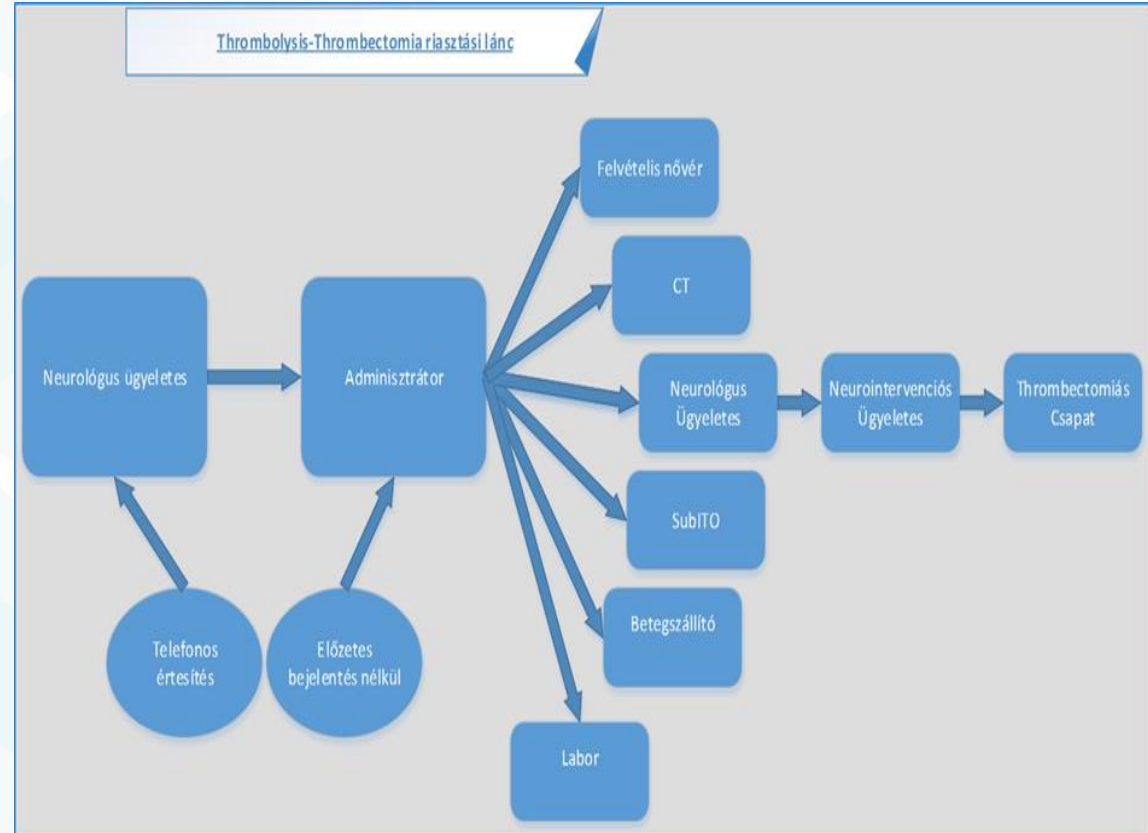 Thrombolysis-Thrombectomia riasztási lánc
Felvételis nővér
CT
Neurológus ügyeletes
Adminisztrátor
Neurológus
Ügyeletes
Neurointervenciós
Ügyeletes
Thrombectomiás
Csapat
SubITO
Betegszállító
Telefonos
értesítés
Előzetes
bejelentés nélkül
Labor